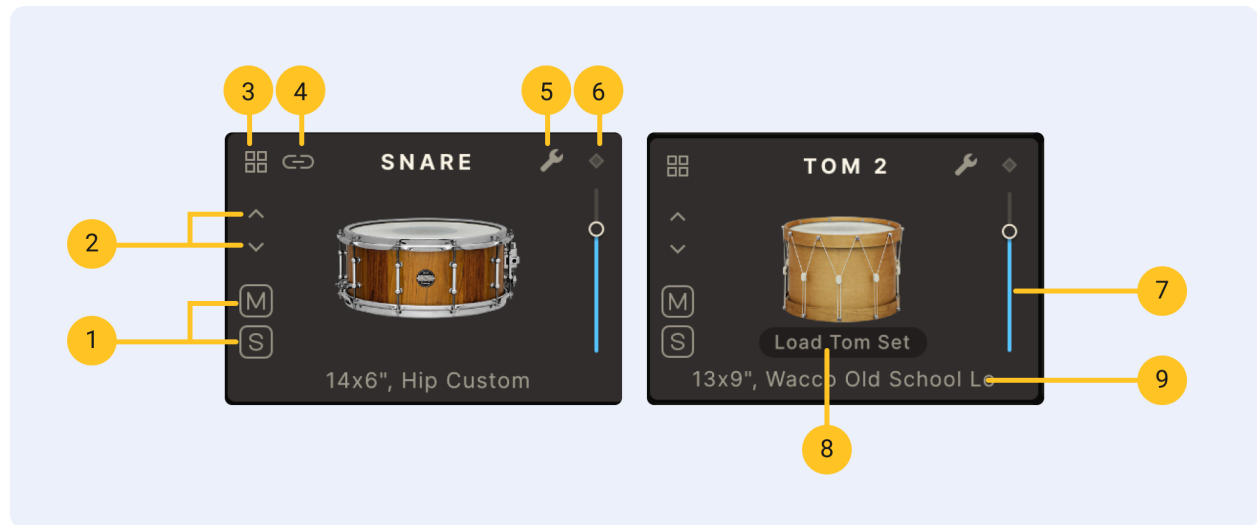 3 4 5 6
SNARE
TOM 2
2
M
S
1
M
S
7
Load Tom Set
14x6", Hip Custom
13x9", Wacco Old School Le
9
8